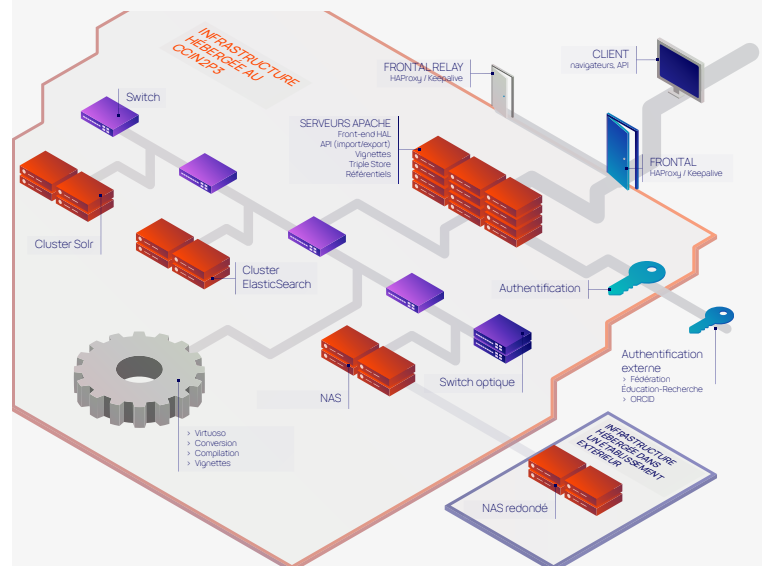 INFRASTRUCTURE
HÉBERGÉE AU
CCIN2P3
CLIENT
navigateurs, API
FRONTAL RELAY
HAProxy / Keepalive
Switch
SERVEURS APACHE
Front-end HAL
API (import/export)
Vignettes
Triple Store
Référentiels
FRONTAL
HAProxy / Keepalive
Cluster Solr
Cluster
ElasticSearch
Authentification
Authentification
externe
> Fédération
Éducation-Recherche
> ORCID
Switch optique
NAS
> Virtuoso
> Conversion
> Compilation
> Vignettes
INFRASTRUCTURE
HÉBERGÉE DANS
UN ÉTABLISSEMENT
EXTÉRIEUR
NAS redondé